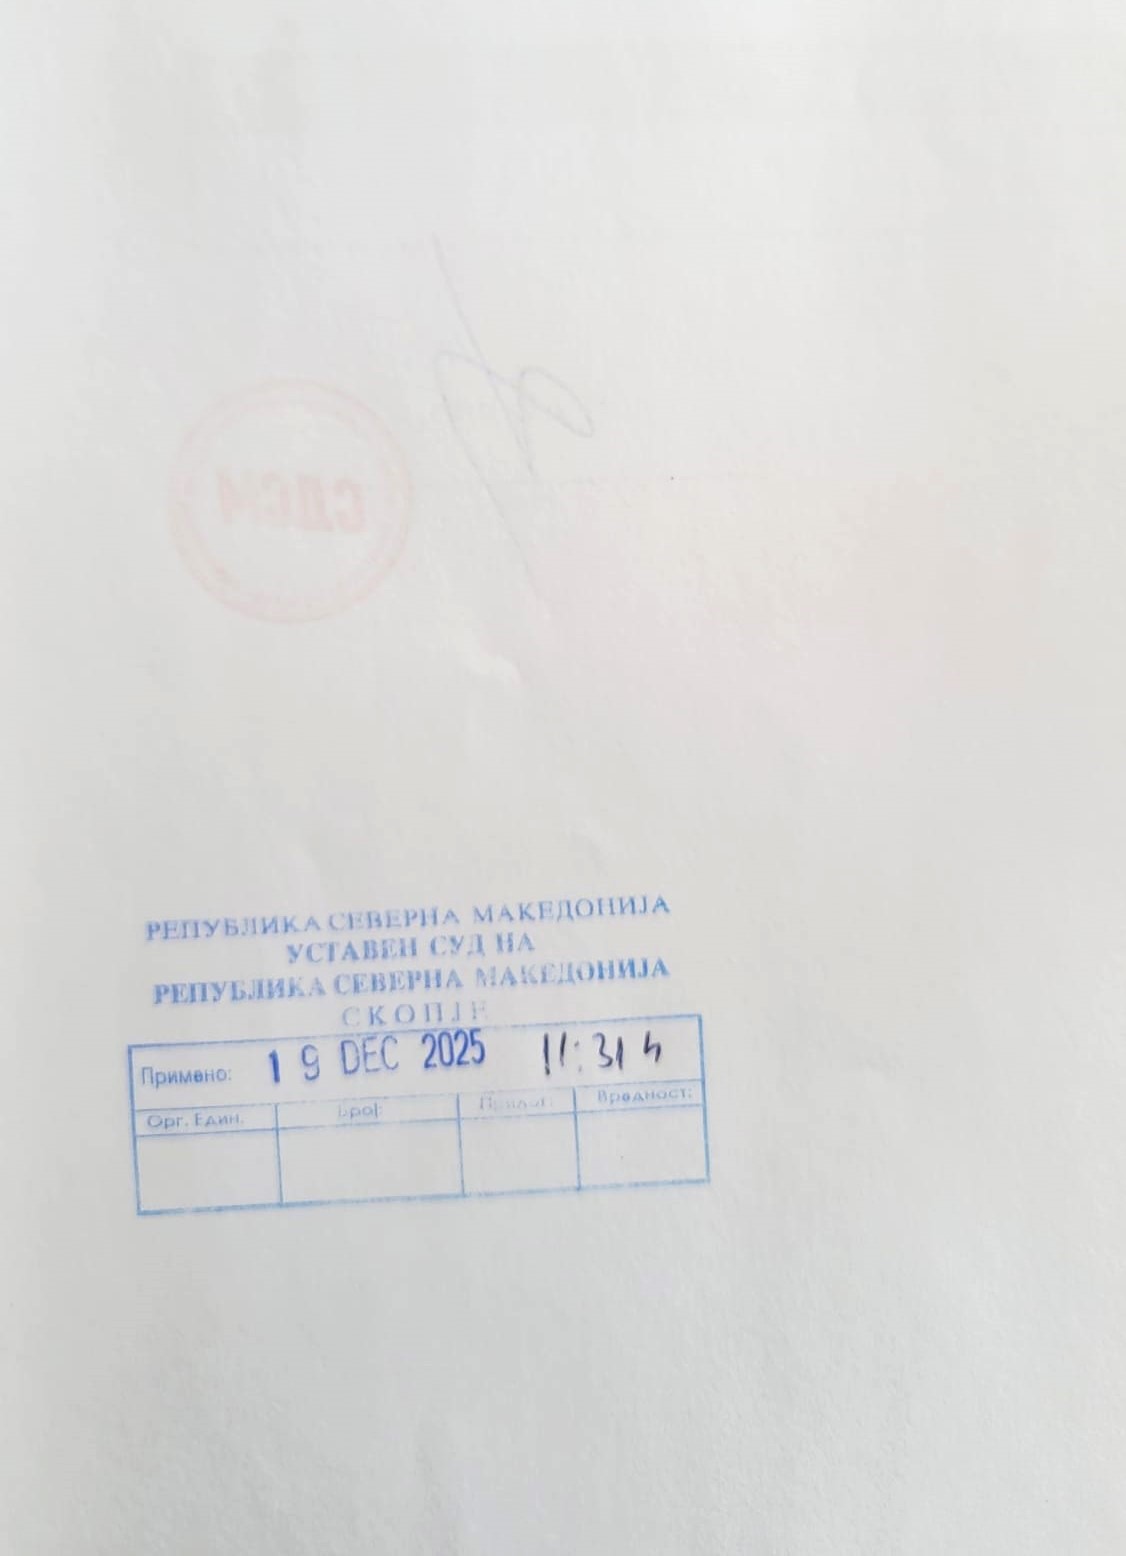 СДСМ
РЕПУБЛИКА СЕВЕРНА МАКЕДОНИЈА
УСТАВЕН СУД НА
РЕПУБЛИКА СЕВЕРНА МАКЕДОНИЈА
СКОПЈЕ
Примено: 19 DEC 2025 11:31 ч
Орг. Един. Број: Прилог: Вредност: